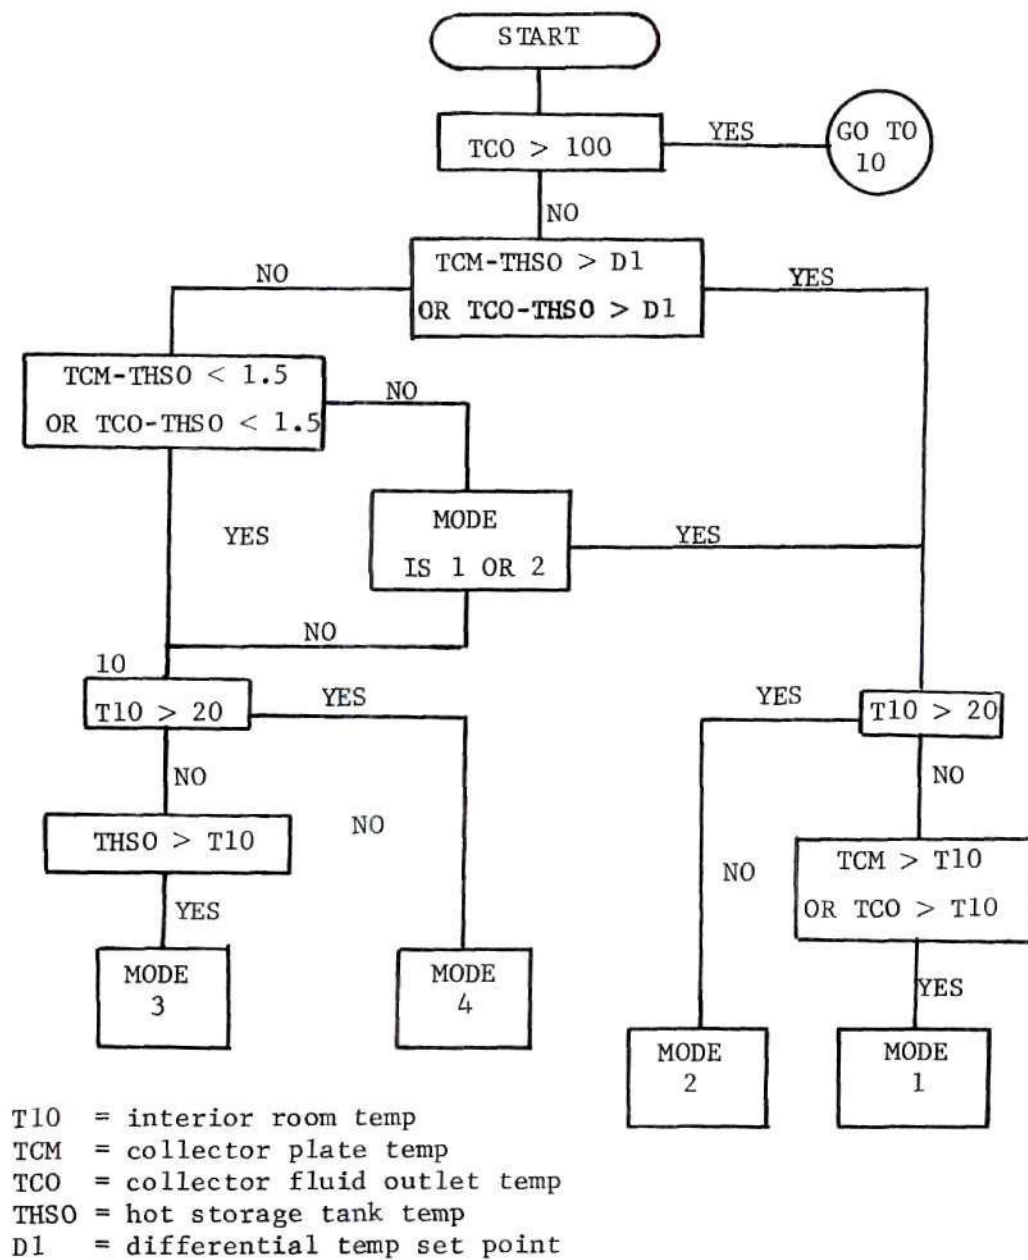 START
TCO > 100
YES
GO TO
10
NO
TCM-THSO > D1
OR TCO-THSO > D1
NO
YES
TCM-THSO < 1.5
OR TCO-THSO < 1.5
NO
YES
MODE
IS 1 OR 2
YES
NO
10
T10 > 20
YES
YES
T10 > 20
NO
NO
THSO > T10
NO
NO
TCM > T10
OR TCO > T10
YES
YES
MODE
3
MODE
4
MODE
2
MODE
1
T10 = interior room temp
TCM = collector plate temp
TCO = collector fluid outlet temp
THSO = hot storage tank temp
D1 = differential temp set point